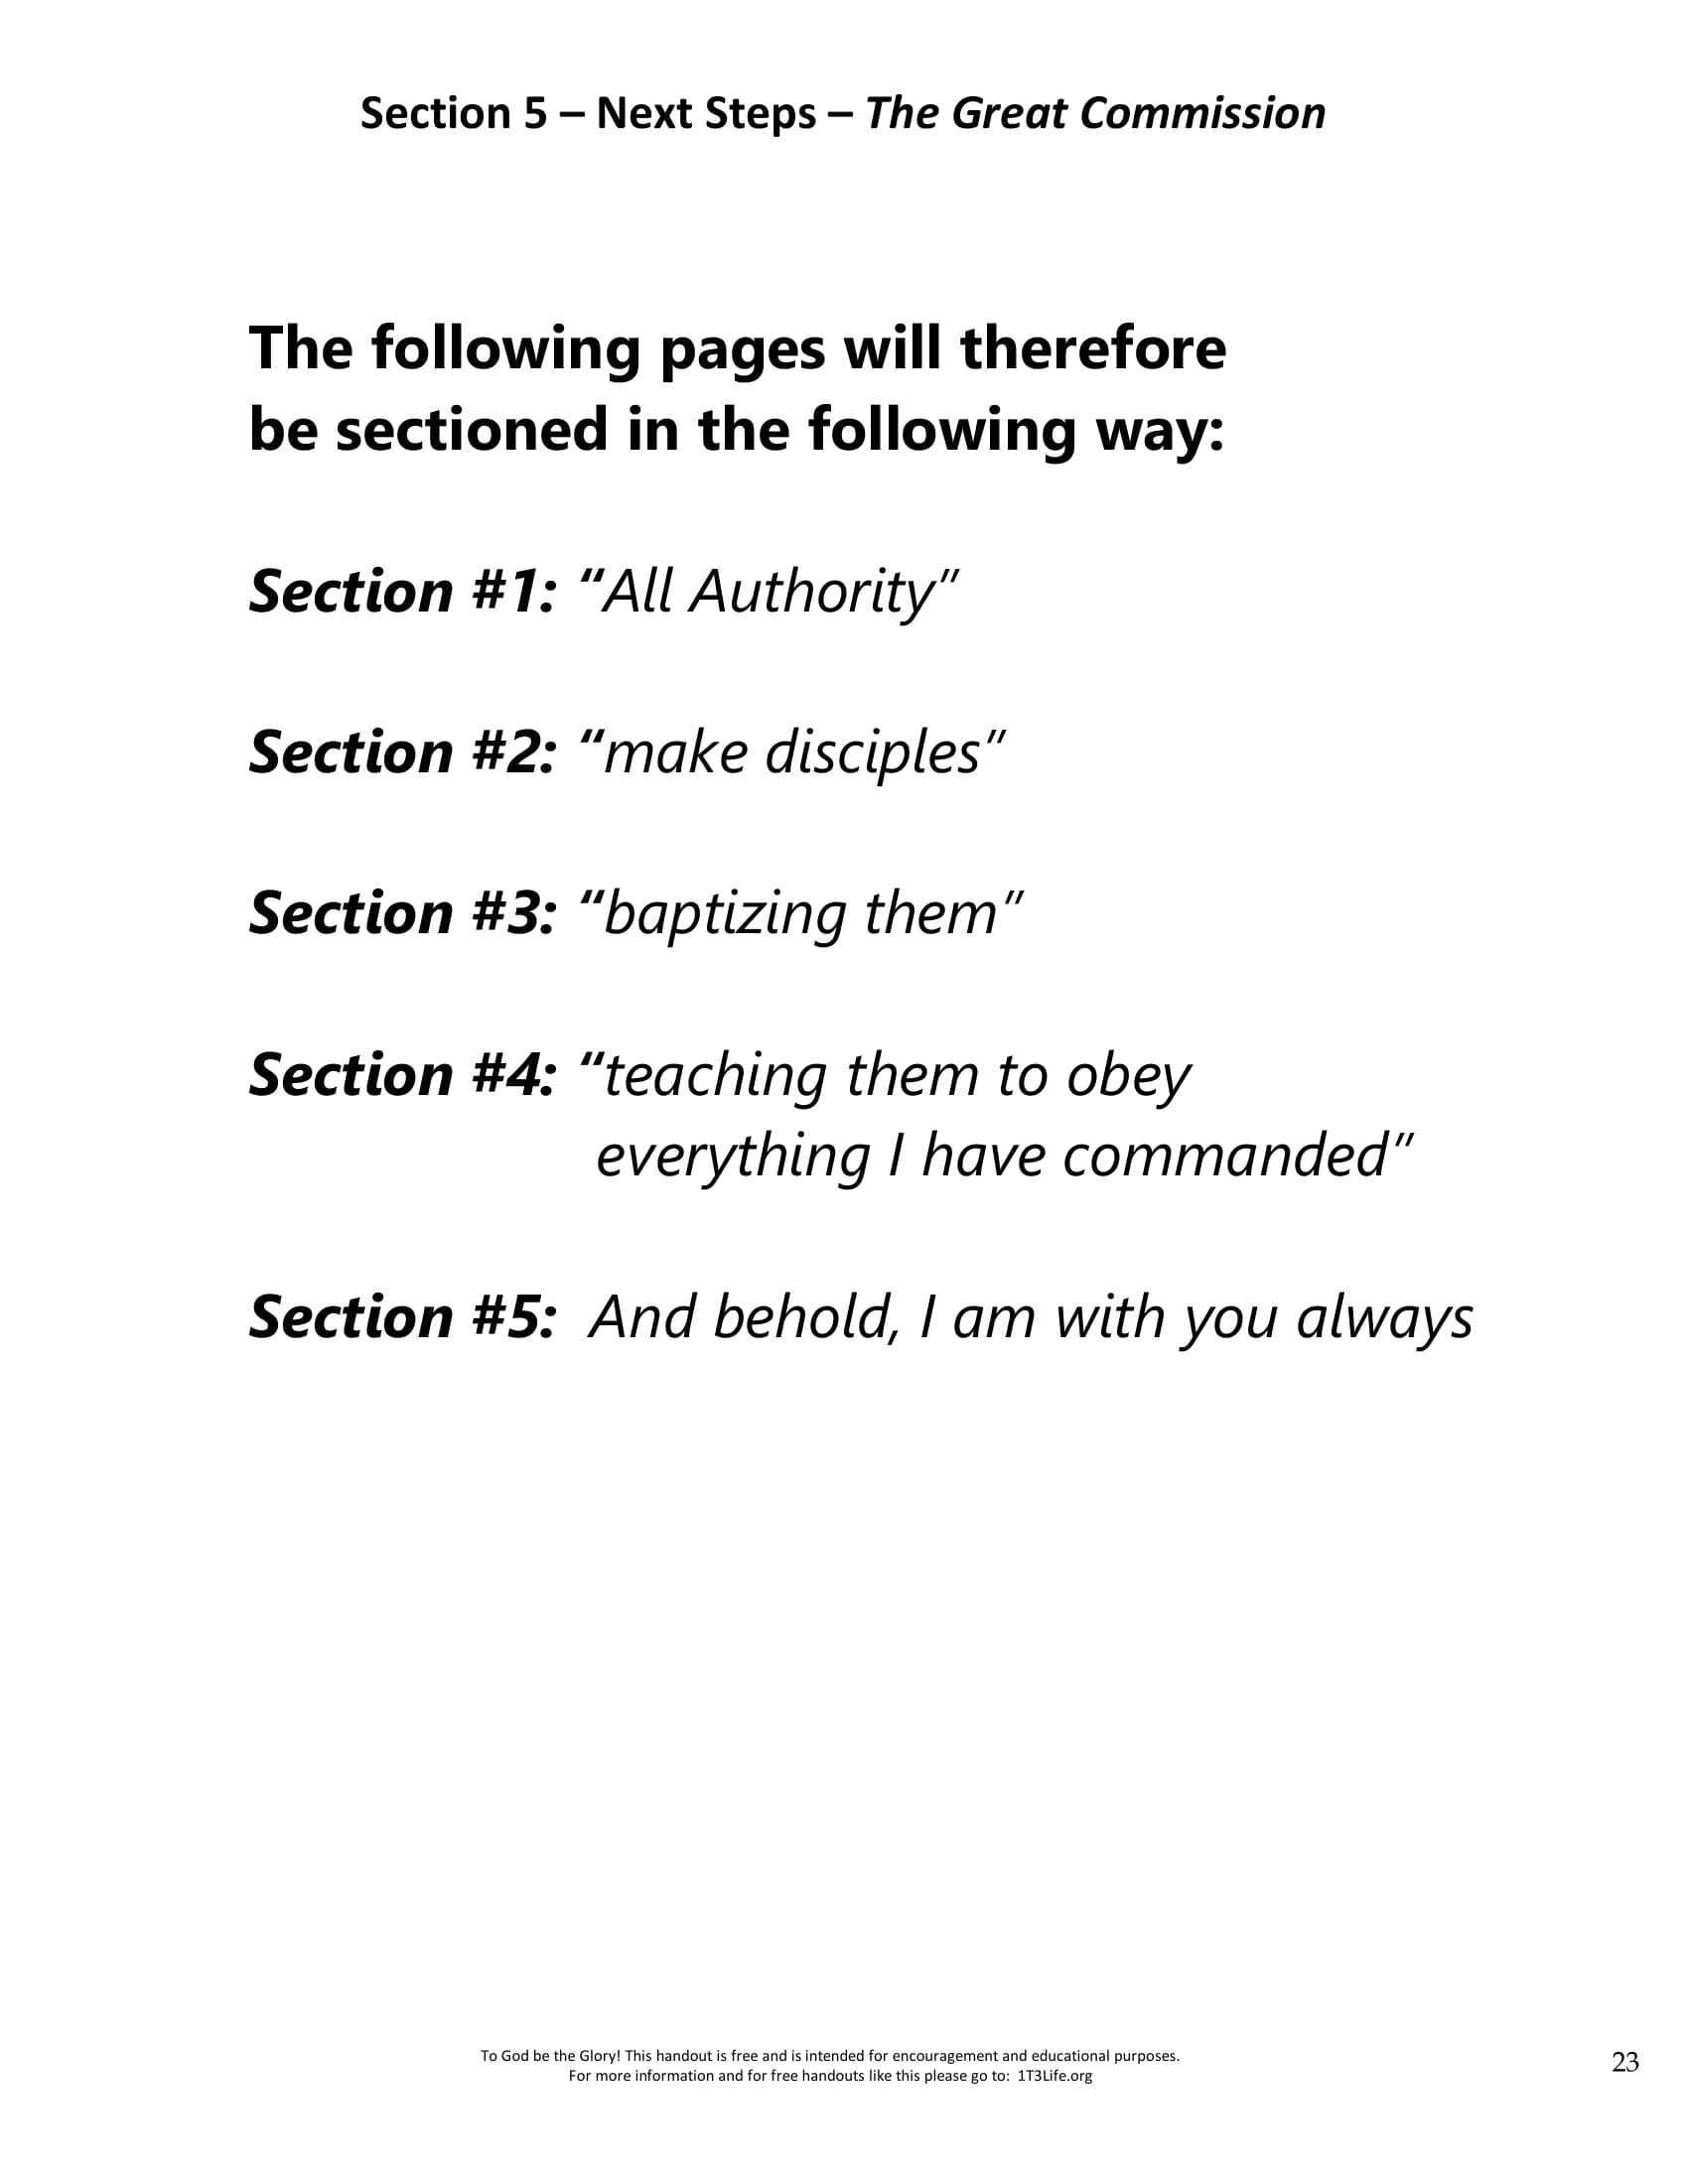 Section 5 – Next Steps – The Great Commission
The following pages will therefore
be sectioned in the following way:
Section #1: “All Authority”
Section #2: “make disciples”
Section #3: “baptizing them”
Section #4: “teaching them to obey
everything I have commanded”
Section #5:  And behold, I am with you always
To God be the Glory! This handout is free and is intended for encouragement and educational purposes.
For more information and for free handouts like this please go to:  1T3Life.org
23